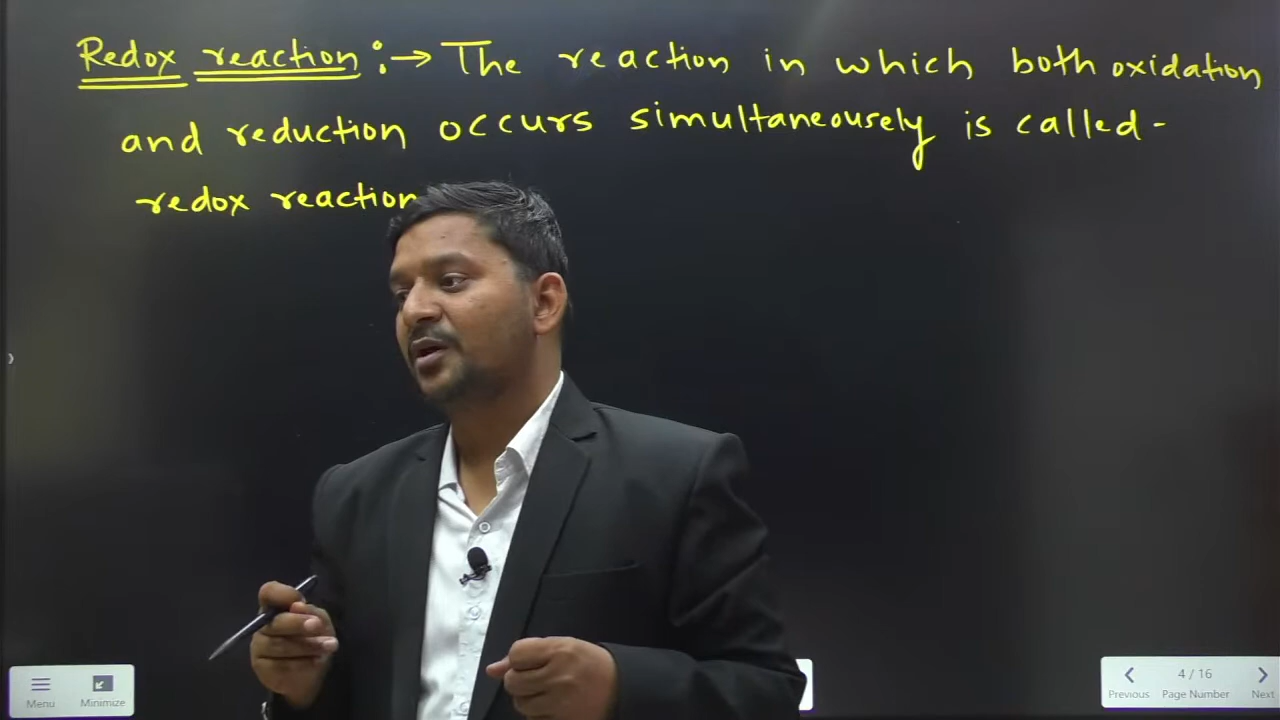 Redox reaction :→ The reaction in which both oxidation
and reduction occurs simultaneousely is called -
redox reaction
Menu
Minimize
Previous
4 / 16
Page Number
Next